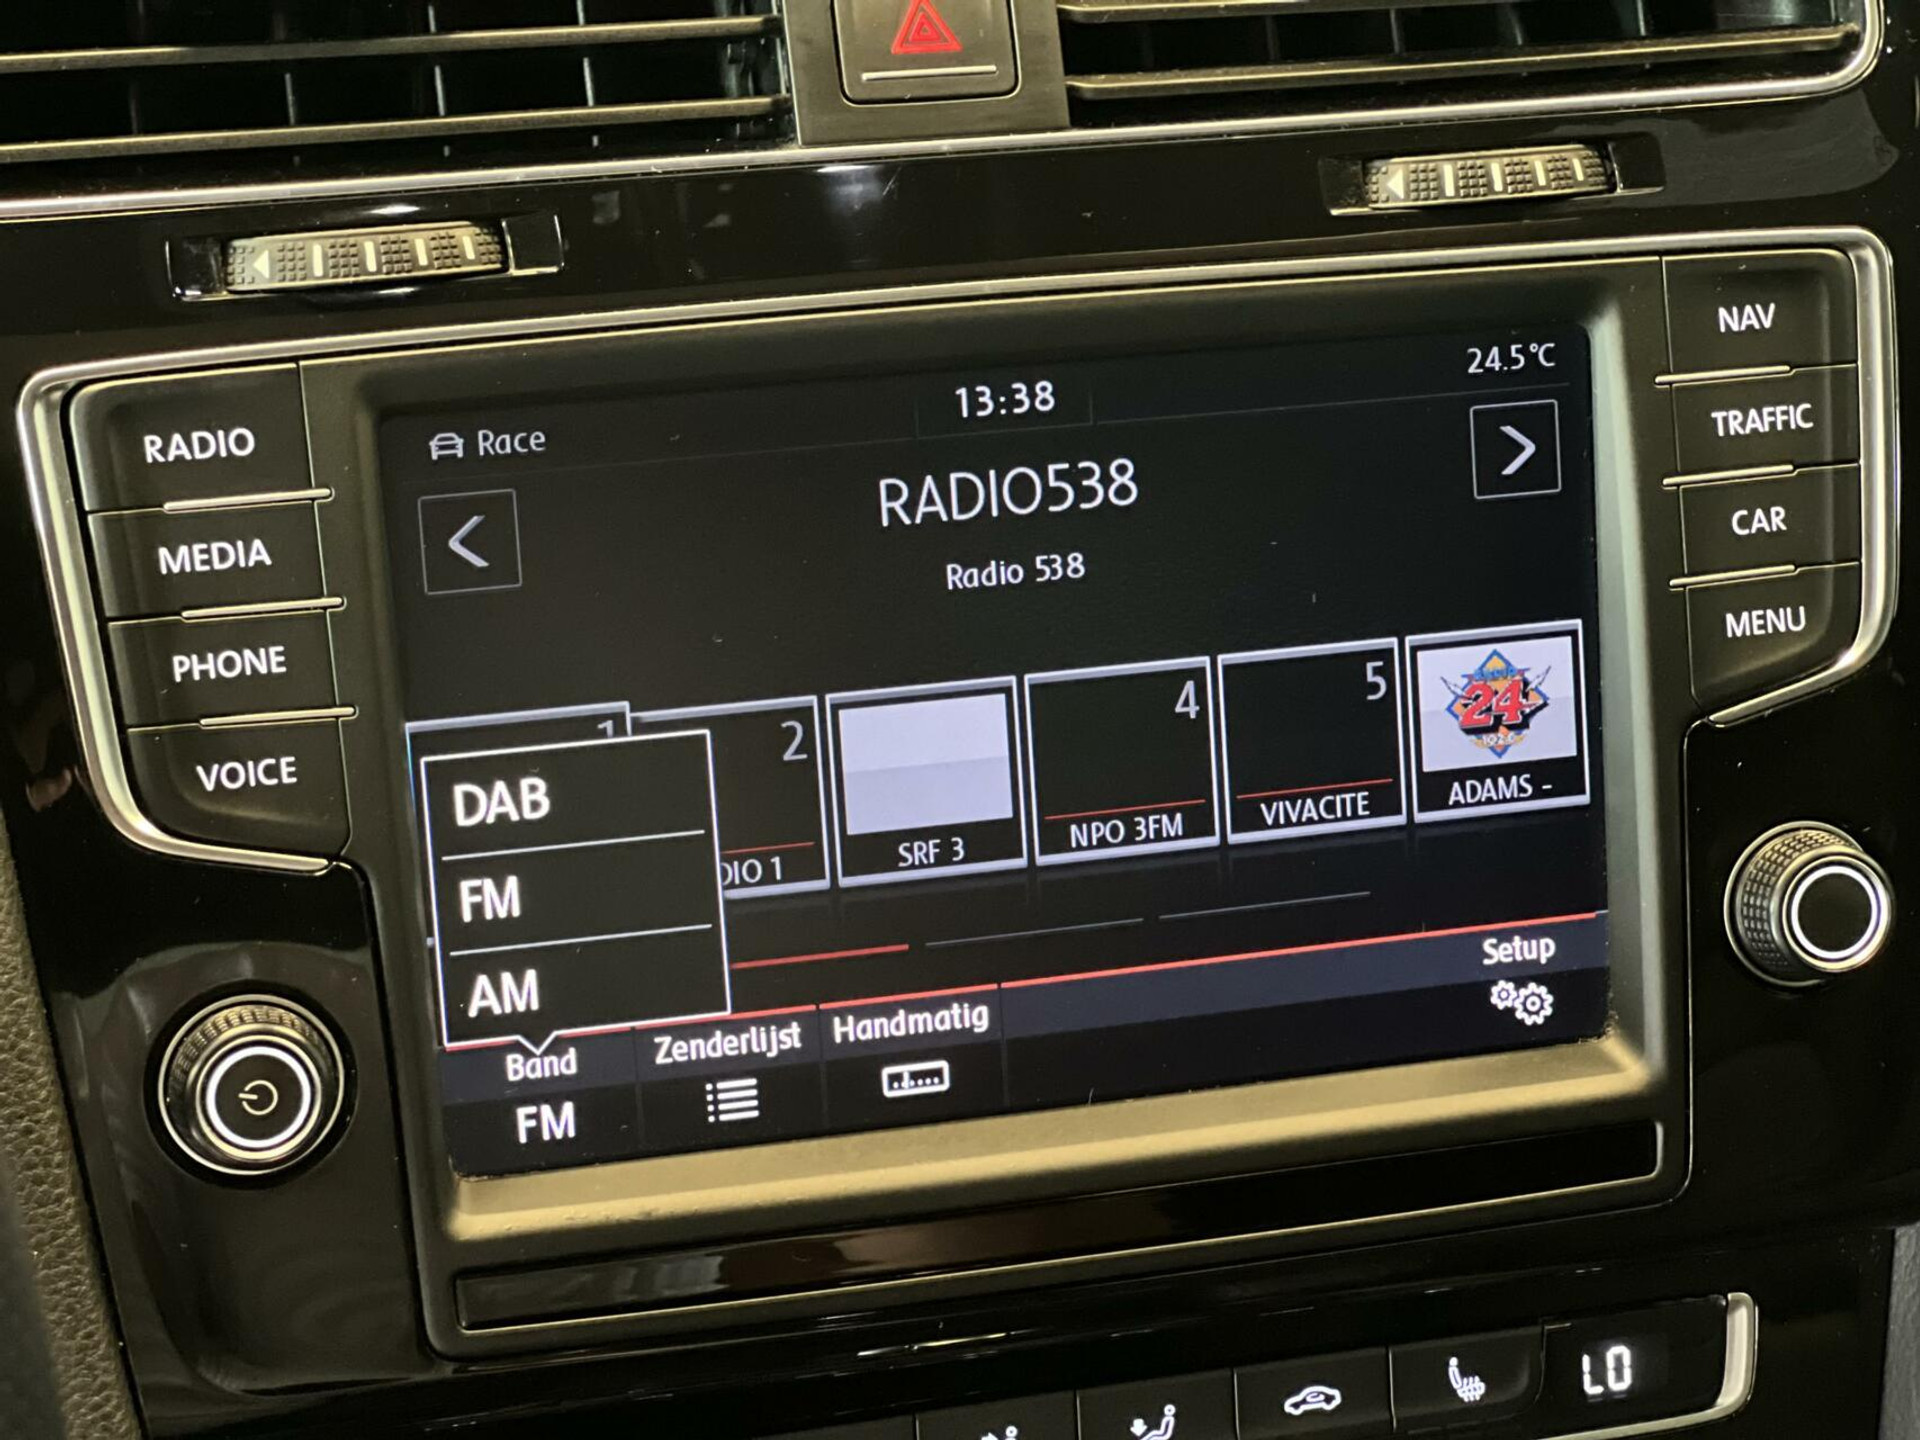 RADIO
MEDIA
PHONE
VOICE
NAV
TRAFFIC
CAR
MENU
Race
13:38
24.5°C
RADIO538
Radio 538
1
2
4
5
DIO 1
SRF 3
NPO 3FM
VIVACITE
24
ADAMS -
DAB
FM
AM
Band
FM
Zenderlijst
Handmatig
Setup
LO